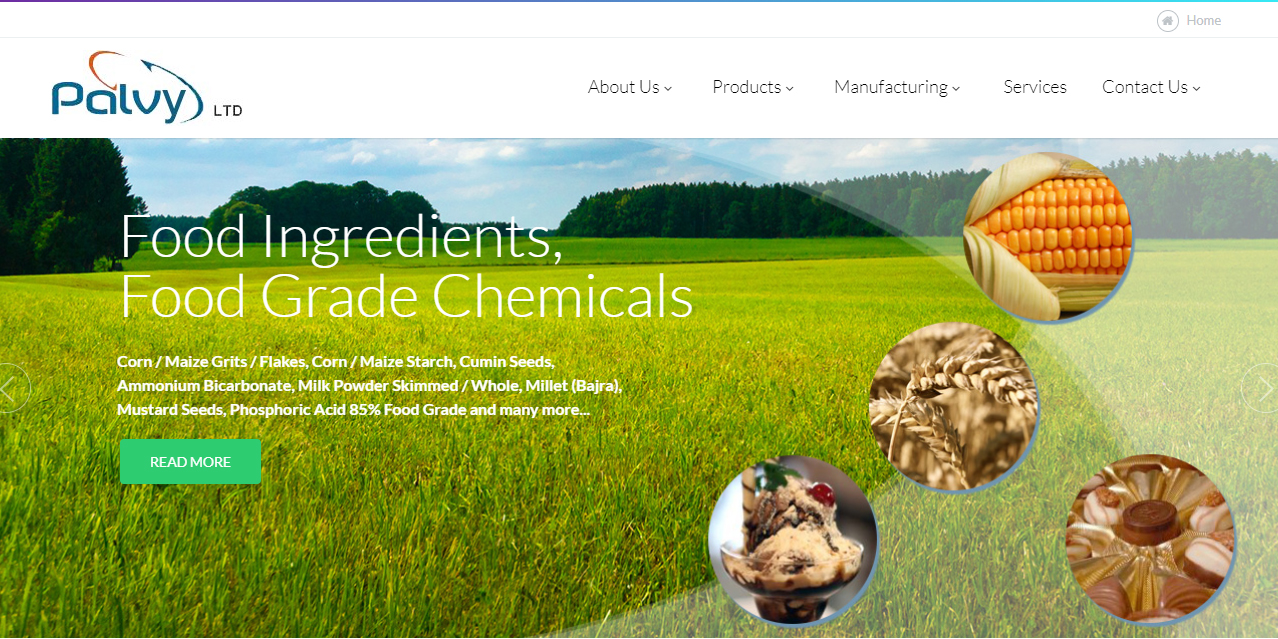 Home
Palvy LTD
About Us
Products
Manufacturing
Services
Contact Us
Food Ingredients,
Food Grade Chemicals
Corn / Maize Grits / Flakes, Corn / Maize Starch, Cumin Seeds,
Ammonium Bicarbonate, Milk Powder Skimmed / Whole, Millet (Bajra),
Mustard Seeds, Phosphoric Acid 85% Food Grade and many more...
READ MORE